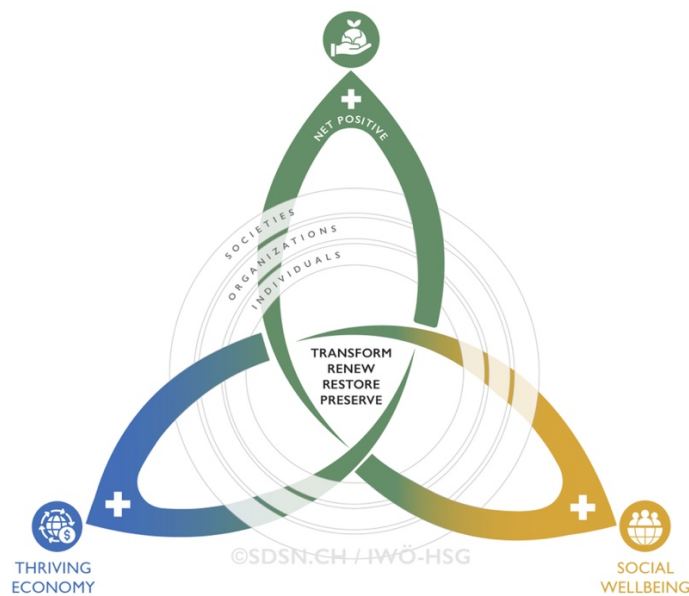 NET POSITIVE
SOCIETIES
ORGANIZATIONS
INDIVIDUALS
TRANSFORM
RENEW
RESTORE
PRESERVE
©SDSN.CH / IWÖ-HSG
THRIVING
ECONOMY
SOCIAL
WELLBEING